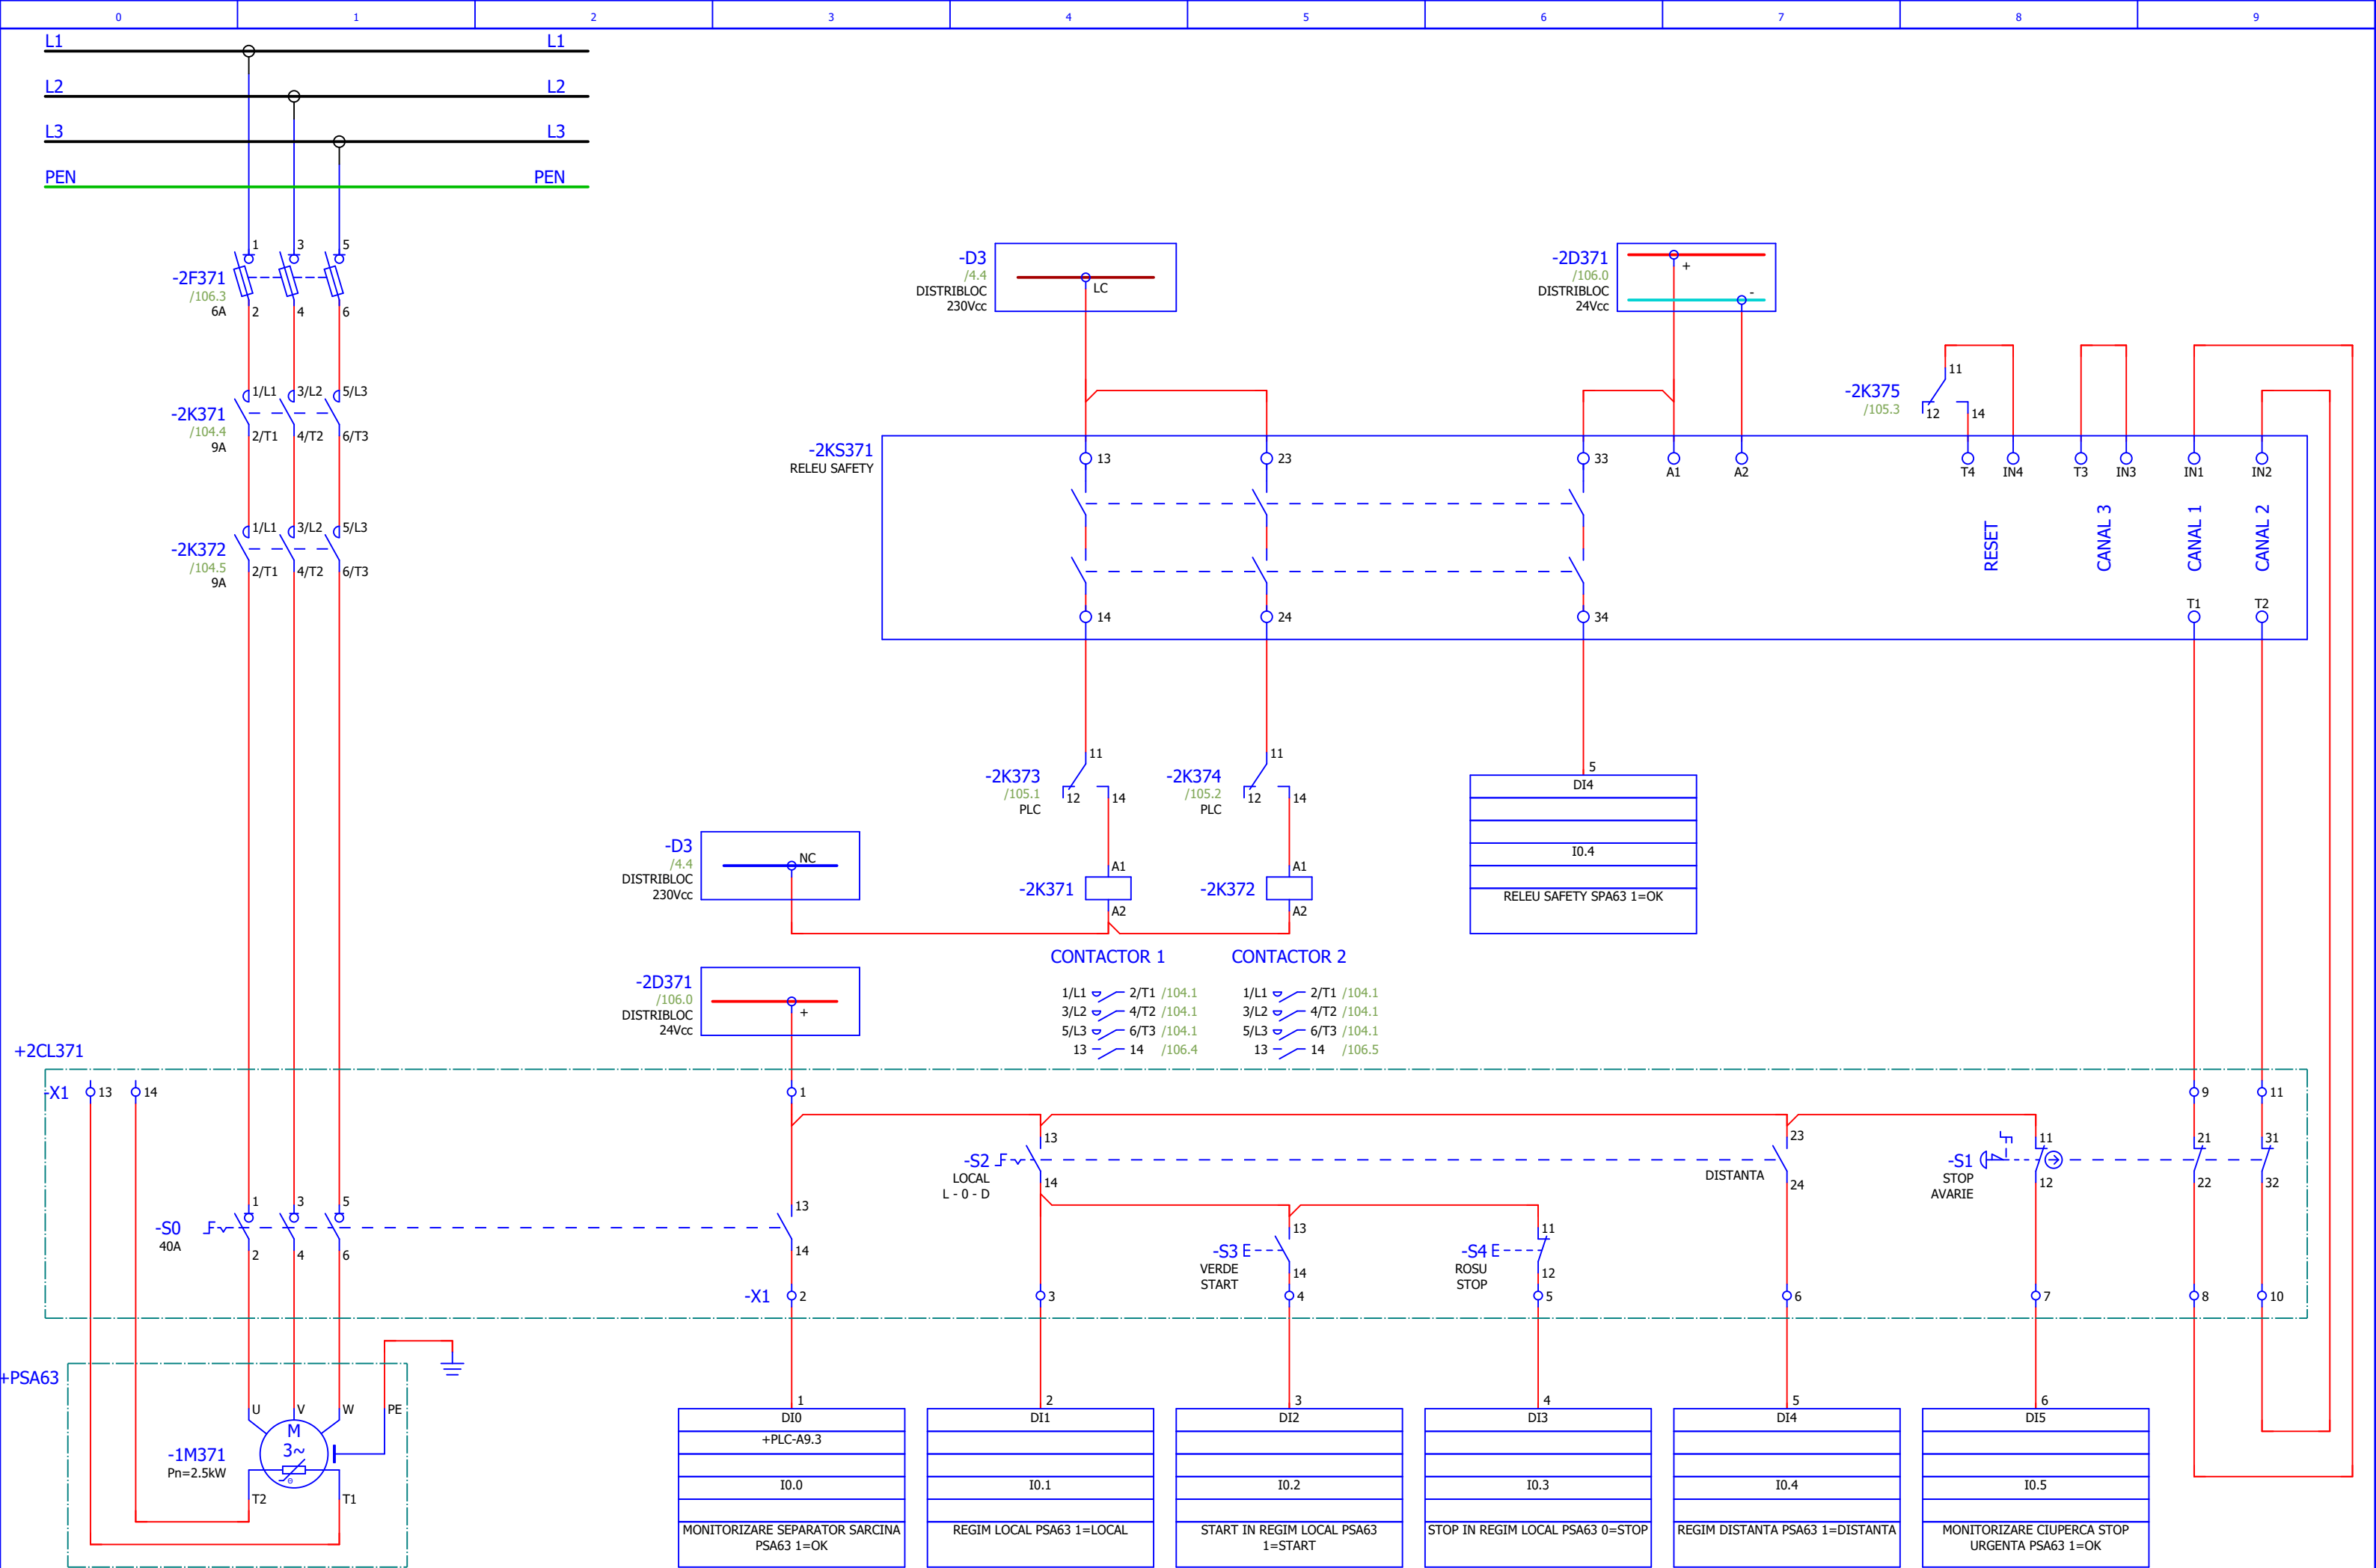 0 1 2 3 4 5 6 7 8 9
L1 L1
L2 L2
L3 L3
PEN PEN
1 3 5
-2F371
/106.3
6A
2 4 6
1/L1 3/L2 5/L3
-2K371
/104.4
9A
2/T1 4/T2 6/T3
1/L1 3/L2 5/L3
-2K372
/104.5
9A
2/T1 4/T2 6/T3
-D3
/4.4
DISTRIBLOC
230Vcc
LC
-2D371
/106.0
DISTRIBLOC
24Vcc
+
-
-2K375
/105.3
11
12 14
-2KS371
RELEU SAFETY
13 23 33
A1 A2 T4 IN4 T3 IN3 IN1 IN2
RESET
CANAL 3
CANAL 1
CANAL 2
T1 T2
14 24 34
-2K373
/105.1
PLC
11
12 14
-2K374
/105.2
PLC
11
12 14
5
DI4
I0.4
RELEU SAFETY SPA63 1=OK
-D3
/4.4
DISTRIBLOC
230Vcc
NC
A1 A1
-2K371 -2K372
A2 A2
CONTACTOR 1 CONTACTOR 2
1/L1 2/T1 /104.1 1/L1 2/T1 /104.1
3/L2 4/T2 /104.1 3/L2 4/T2 /104.1
5/L3 6/T3 /104.1 5/L3 6/T3 /104.1
13 14 /106.4 13 14 /106.5
-2D371
/106.0
DISTRIBLOC
24Vcc
+
+2CL371
-X1 13 14 1 9 11
13 23 11 21 31
-S2
LOCAL
L - 0 - D
14
DISTANTA
24
-S1
STOP
AVARIE
12 22 32
1 3 5 13
-S0
40A
2 4 6 14
13
-S3 E
VERDE
START
14
11
-S4 E
ROSU
STOP
12
-X1 2 3 4 5 6 7 8 10
+PSA63
U V W PE
M
3~
-1M371
Pn=2.5kW
θ
T2 T1
1 2 3 4 5 6
DI0 DI1 DI2 DI3 DI4 DI5
+PLC-A9.3
I0.0 I0.1 I0.2 I0.3 I0.4 I0.5
MONITORIZARE SEPARATOR SARCINA
PSA63 1=OK
REGIM LOCAL PSA63 1=LOCAL
START IN REGIM LOCAL PSA63
1=START
STOP IN REGIM LOCAL PSA63 0=STOP
REGIM DISTANTA PSA63 1=DISTANTA
MONITORIZARE CIUPERCA STOP
URGENTA PSA63 1=OK